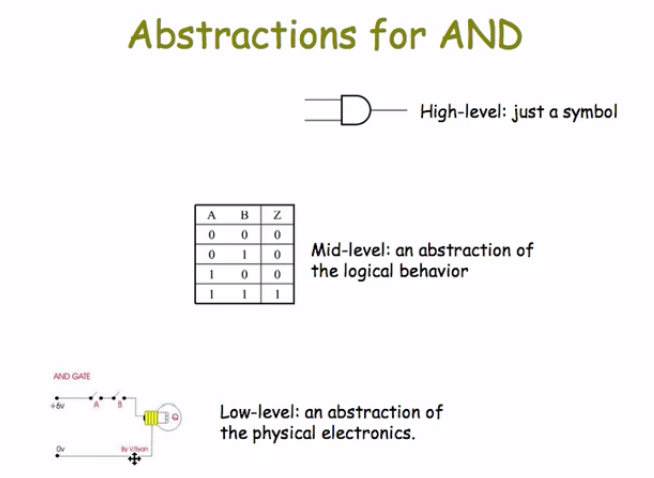 Abstractions for AND
High-level: just a symbol
A B Z
0 0 0
0 1 0
1 0 0
1 1 1
Mid-level: an abstraction of
the logical behavior
AND GATE
+6v A B
Q
0v
Low-level: an abstraction of
the physical electronics.